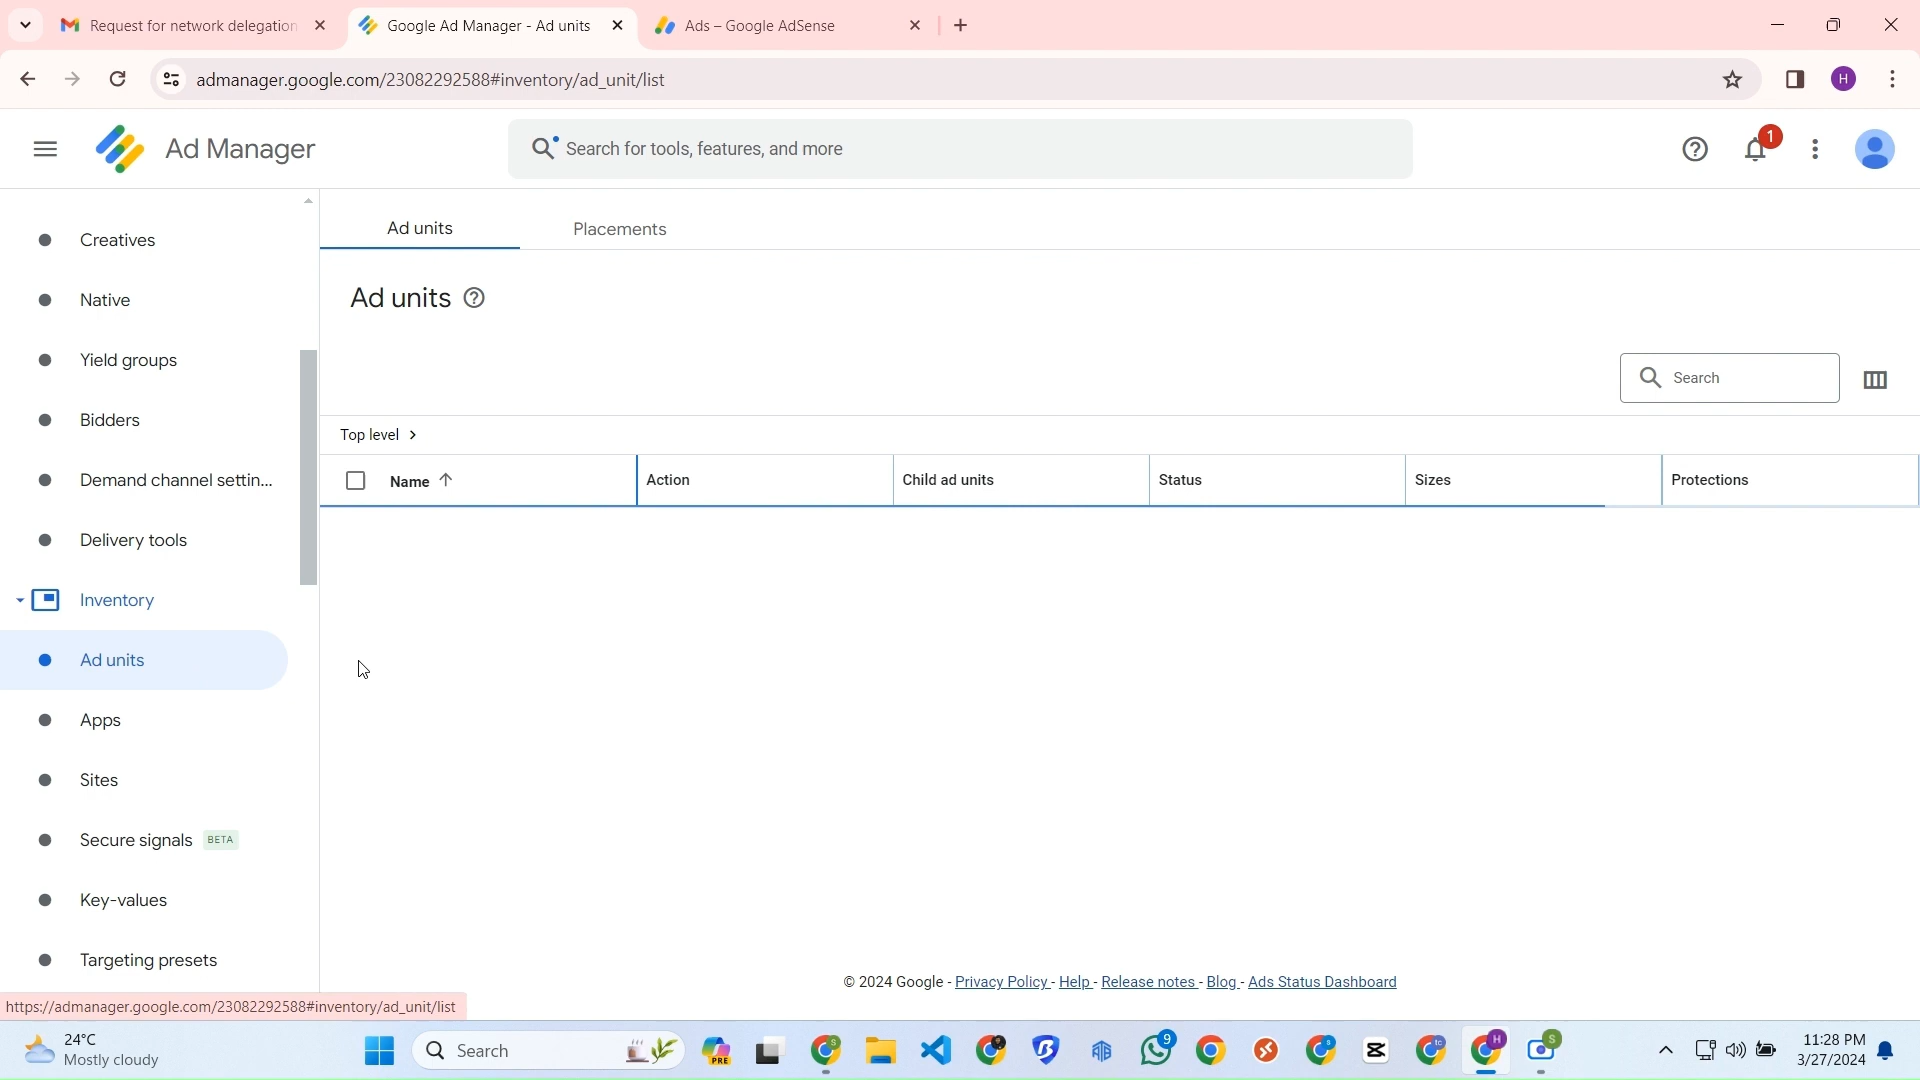 Request for network delegation
Google Ad Manager - Ad units
Ads – Google AdSense
admanager.google.com/23082292588#inventory/ad_unit/list
H
Ad Manager
Search for tools, features, and more
1
Creatives
Native
Yield groups
Bidders
Demand channel settin...
Delivery tools
Inventory
Ad units
Apps
Sites
Secure signals BETA
Key-values
Targeting presets
Ad units
Placements
Ad units
Search
Top level
Name
Action
Child ad units
Status
Sizes
Protections
© 2024 Google - Privacy Policy - Help - Release notes - Blog - Ads Status Dashboard
https://admanager.google.com/23082292588#inventory/ad_unit/list
24°C
Mostly cloudy
Search
PRE
S
9
s
tc
H
S
11:28 PM
3/27/2024